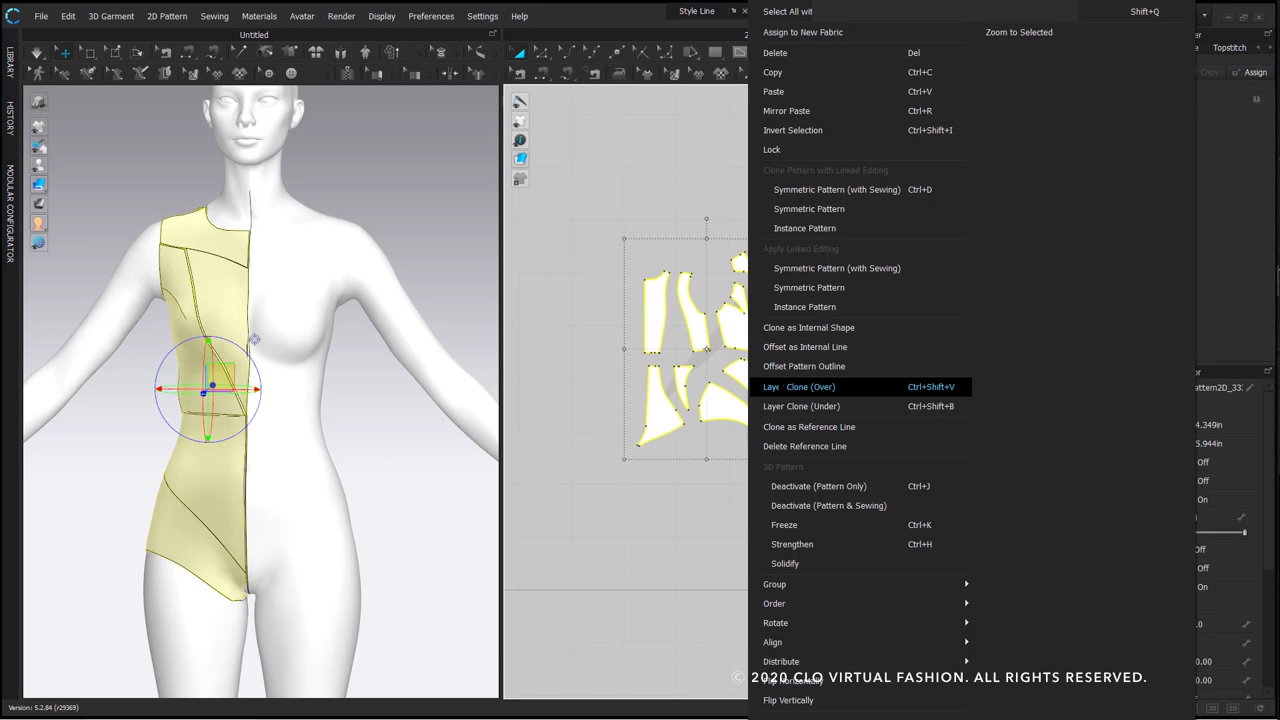 File Edit 3D Garment 2D Pattern Sewing Materials Avatar Render Display Preferences Settings Help
Style Line
Untitled
LIBRARY
HISTORY
MODULAR CONFIGURATOR
Select All wit Shift+Q
Assign to New Fabric Zoom to Selected
Delete Del
Copy Ctrl+C
Paste Ctrl+V
Mirror Paste Ctrl+R
Invert Selection Ctrl+Shift+I
Lock
Clone Pattern with Linked Editing
Symmetric Pattern (with Sewing) Ctrl+D
Symmetric Pattern
Instance Pattern
Apply Linked Editing
Symmetric Pattern (with Sewing)
Symmetric Pattern
Instance Pattern
Clone as Internal Shape
Offset as Internal Line
Offset Pattern Outline
Clone (Over) Ctrl+Shift+V
Layer Clone (Under) Ctrl+Shift+B
Clone as Reference Line
Delete Reference Line
3D Pattern
Deactivate (Pattern Only) Ctrl+J
Deactivate (Pattern & Sewing)
Freeze Ctrl+K
Strengthen Ctrl+H
Solidify
Group
Order
Rotate
Align
Distribute
Flip Horizontally
Flip Vertically
Topstitch
Copy Assign
Pattern2D_33
4.349in
5.944in
Off
Off
On
Off
Off
On
.0
0.00
0.00
© 2020 CLO VIRTUAL FASHION. ALL RIGHTS RESERVED.
Version: 5.2.84 (r29369)
3D 2D